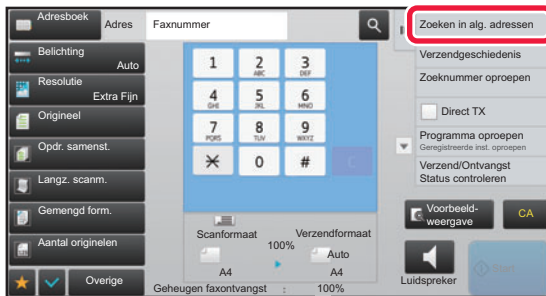 Adresboek
Adres
Faxnummer
Zoeken in alg. adressen
Belichting
Auto
Resolutie
Extra Fijn
Origineel
Opdr. samenst.
Langz. scanm.
Gemengd form.
Aantal originelen
Overige
1
2 ABC
3 DEF
4 GHI
5 JKL
6 MNO
7 PQRS
8 TUV
9 WXYZ
0
#
C
Scanformaat
A4
100%
Verzendformaat
Auto
A4
Geheugen faxontvangst : 100%
Verzendgeschiedenis
Zoeknummer oproepen
Direct TX
Programma oproepen
Geregistreerde inst. oproepen
Verzend/Ontvangst
Status controleren
Voorbeeld-
weergave
CA
Luidspreker
Start